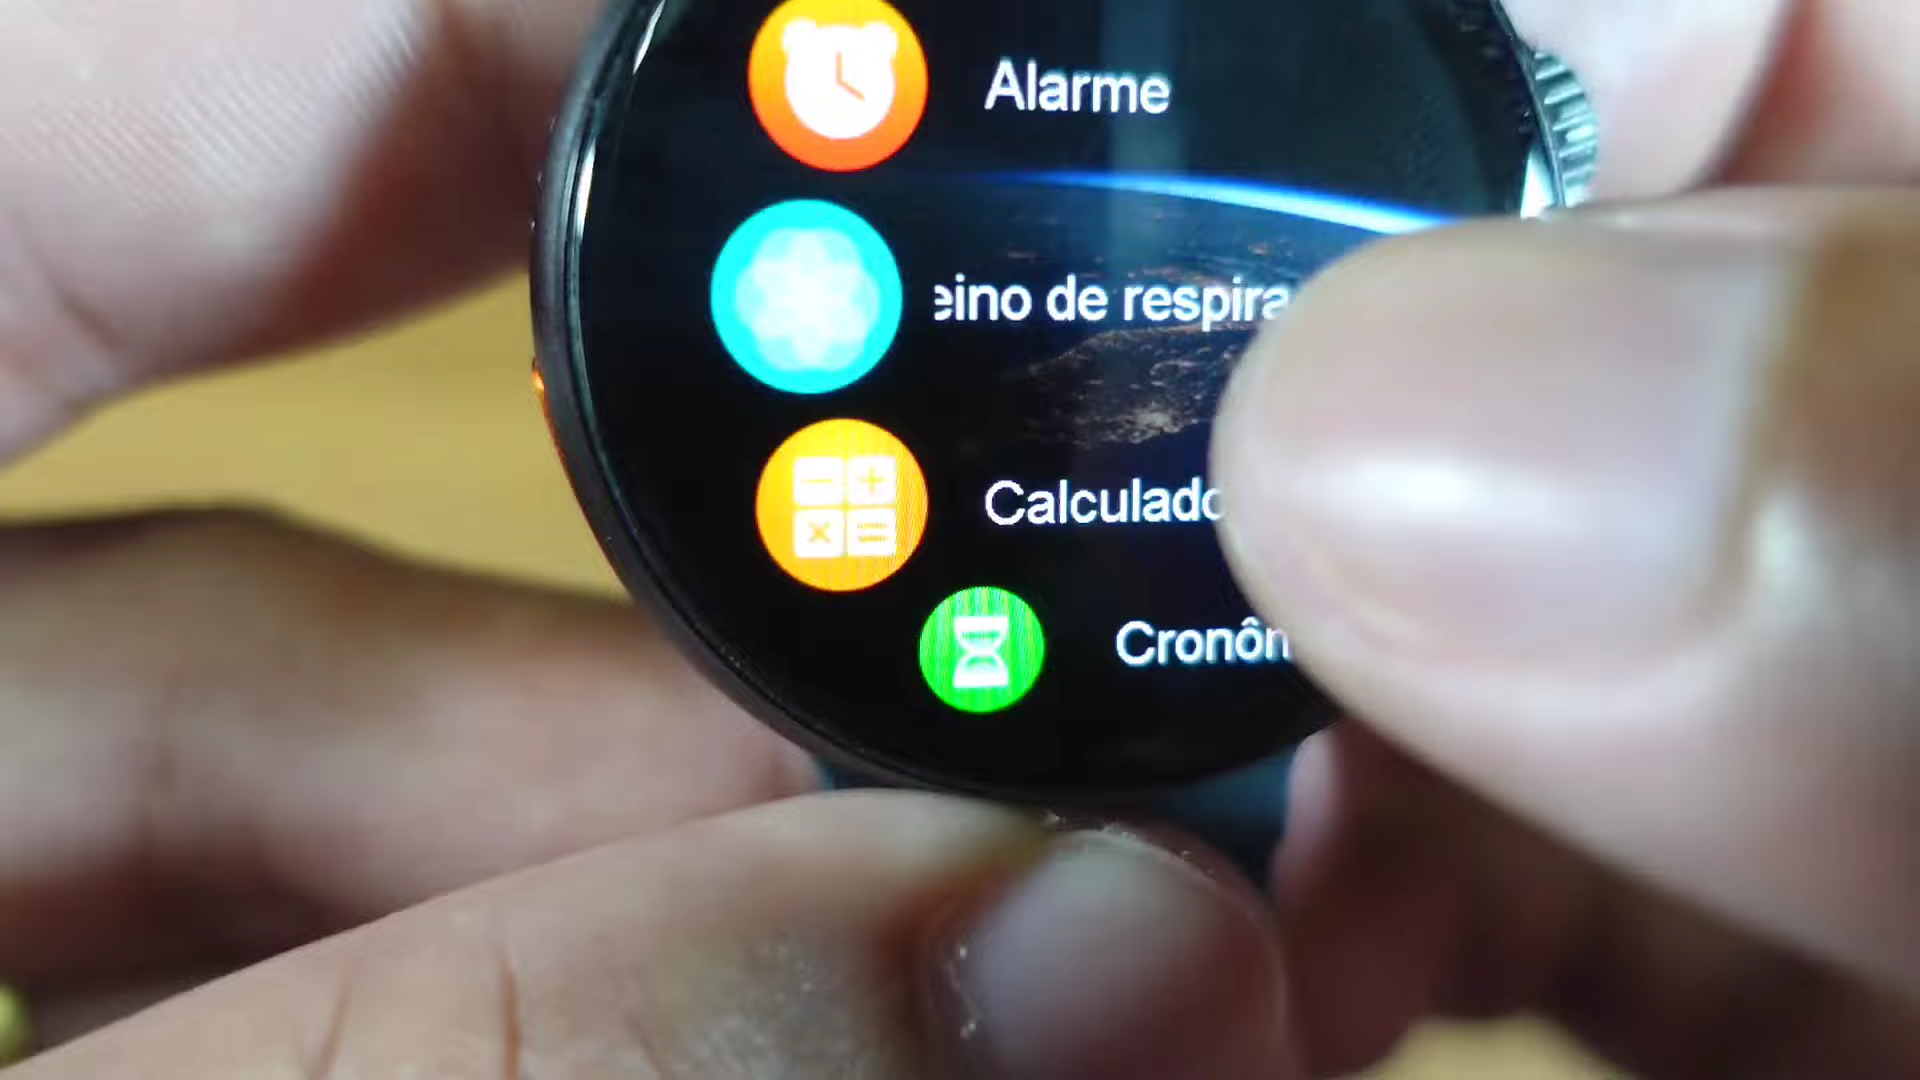 Alarme
eino de respira
Calculado
Cronôn